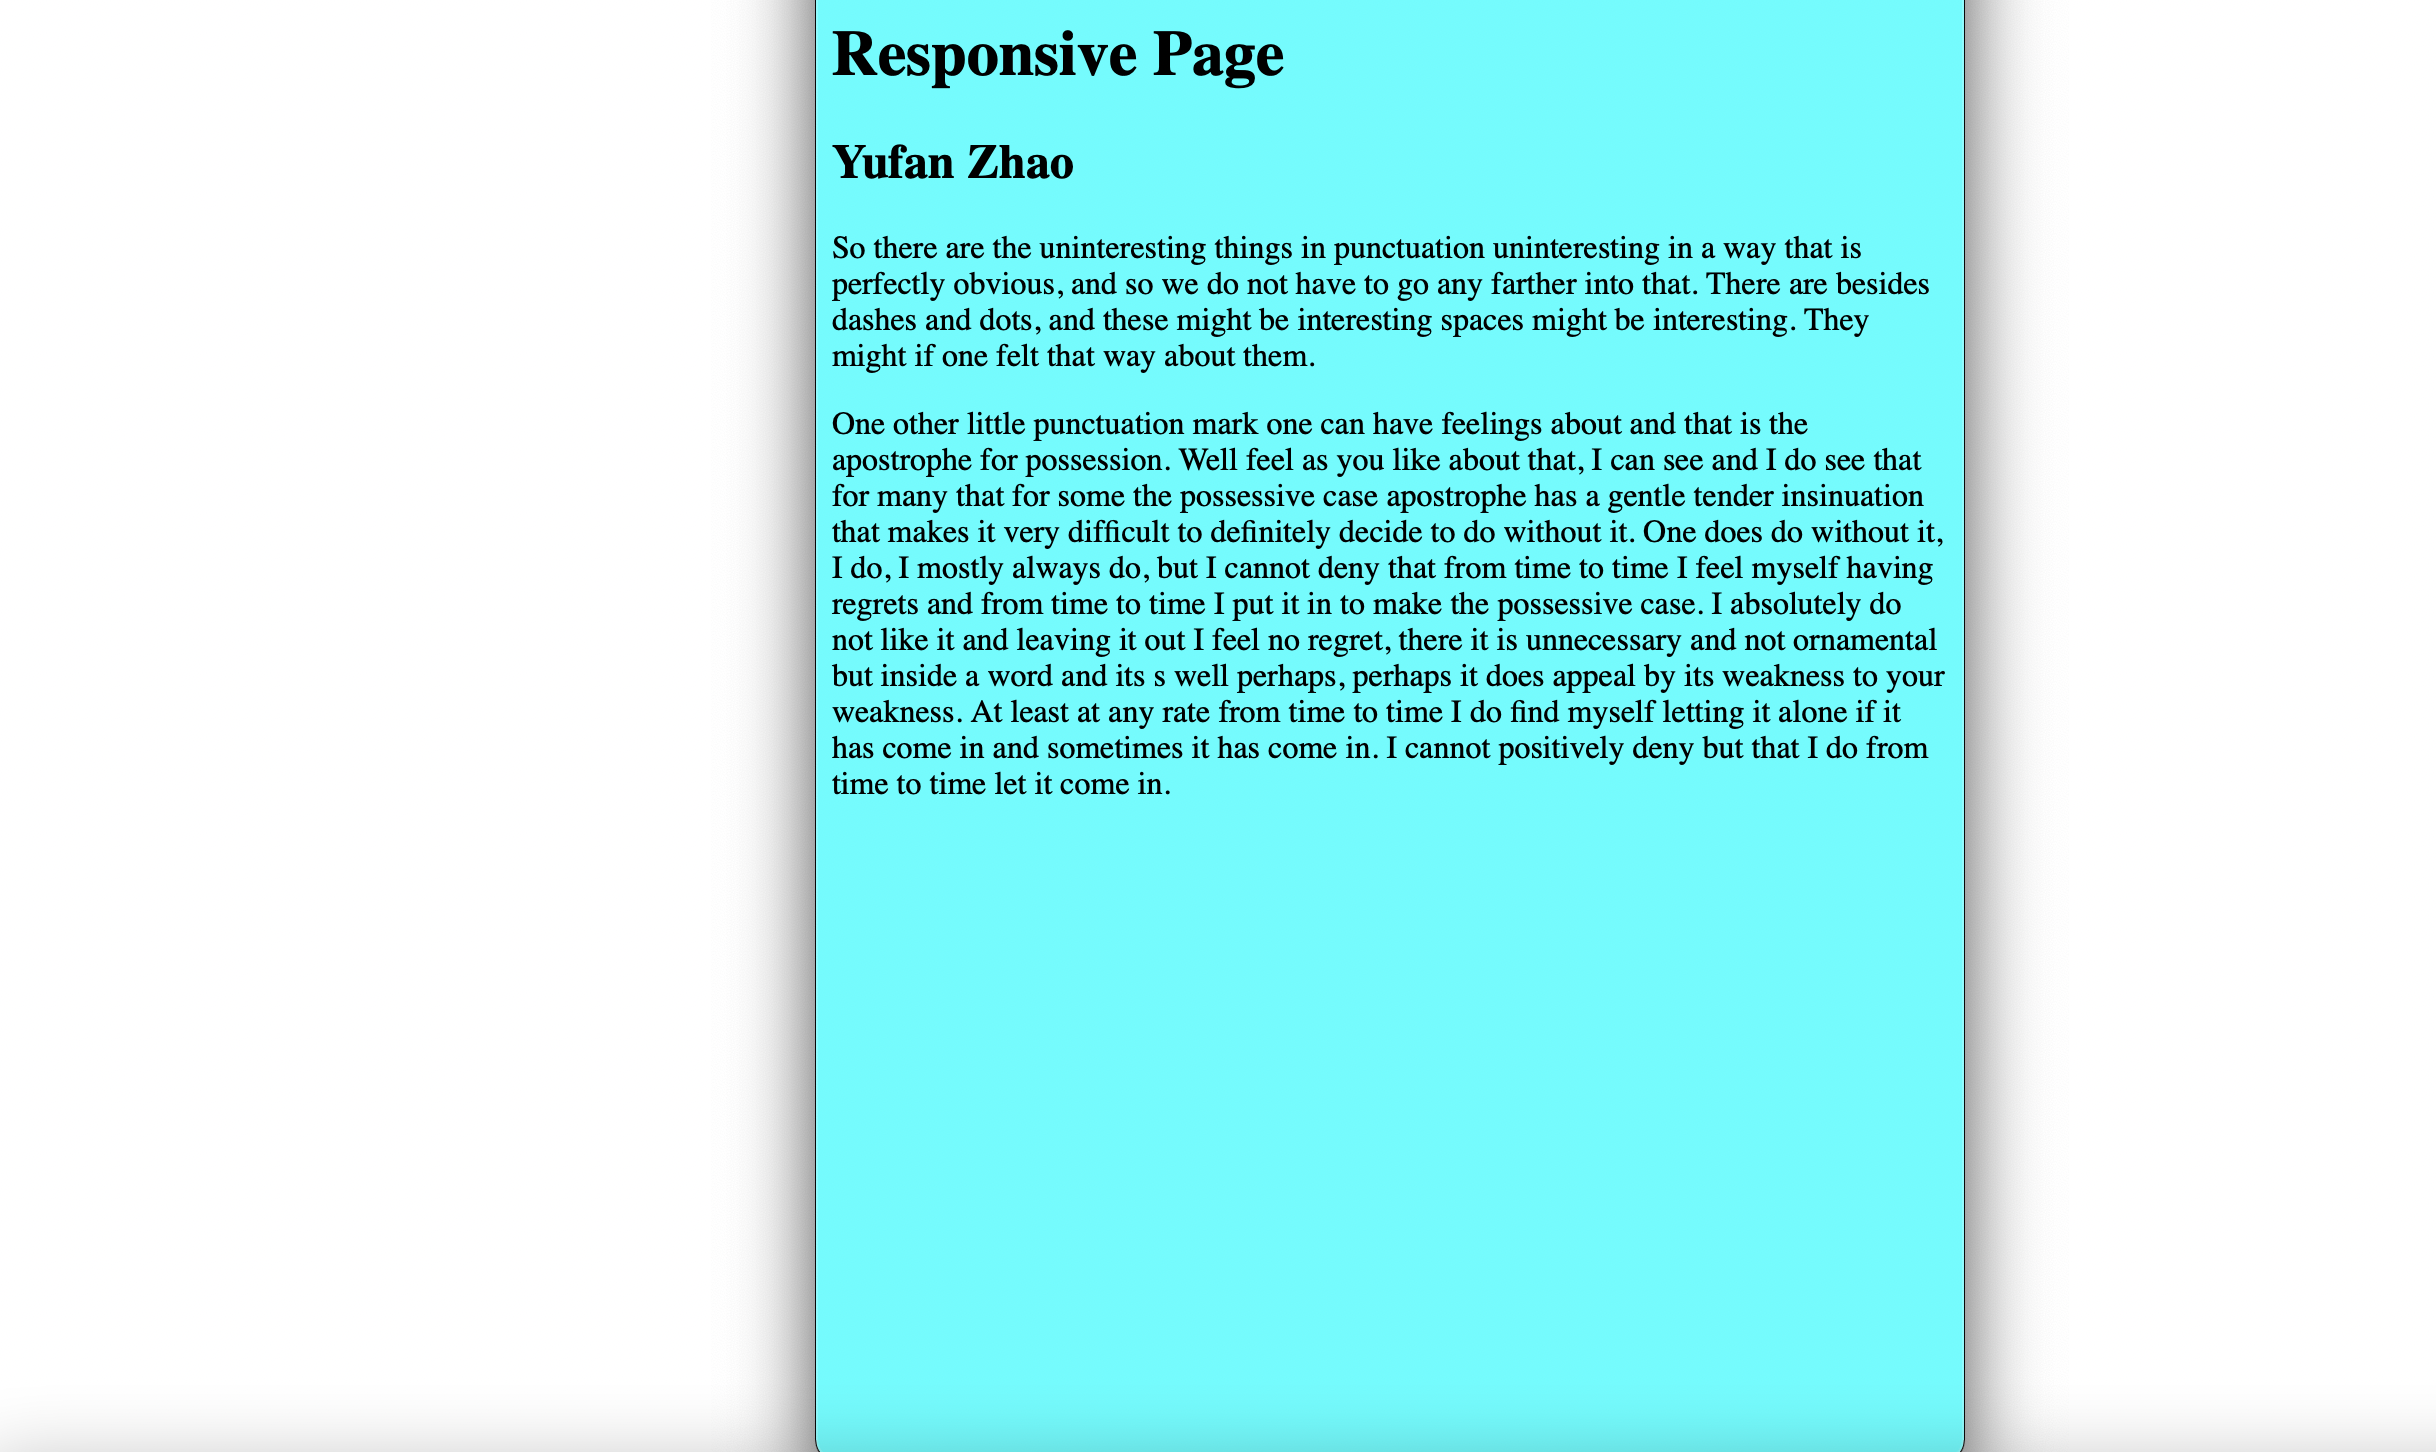 Responsive Page
Yufan Zhao
So there are the uninteresting things in punctuation uninteresting in a way that is
perfectly obvious, and so we do not have to go any farther into that. There are besides
dashes and dots, and these might be interesting spaces might be interesting. They
might if one felt that way about them.
One other little punctuation mark one can have feelings about and that is the
apostrophe for possession. Well feel as you like about that, I can see and I do see that
for many that for some the possessive case apostrophe has a gentle tender insinuation
that makes it very difficult to definitely decide to do without it. One does do without it,
I do, I mostly always do, but I cannot deny that from time to time I feel myself having
regrets and from time to time I put it in to make the possessive case. I absolutely do
not like it and leaving it out I feel no regret, there it is unnecessary and not ornamental
but inside a word and its s well perhaps, perhaps it does appeal by its weakness to your
weakness. At least at any rate from time to time I do find myself letting it alone if it
has come in and sometimes it has come in. I cannot positively deny but that I do from
time to time let it come in.